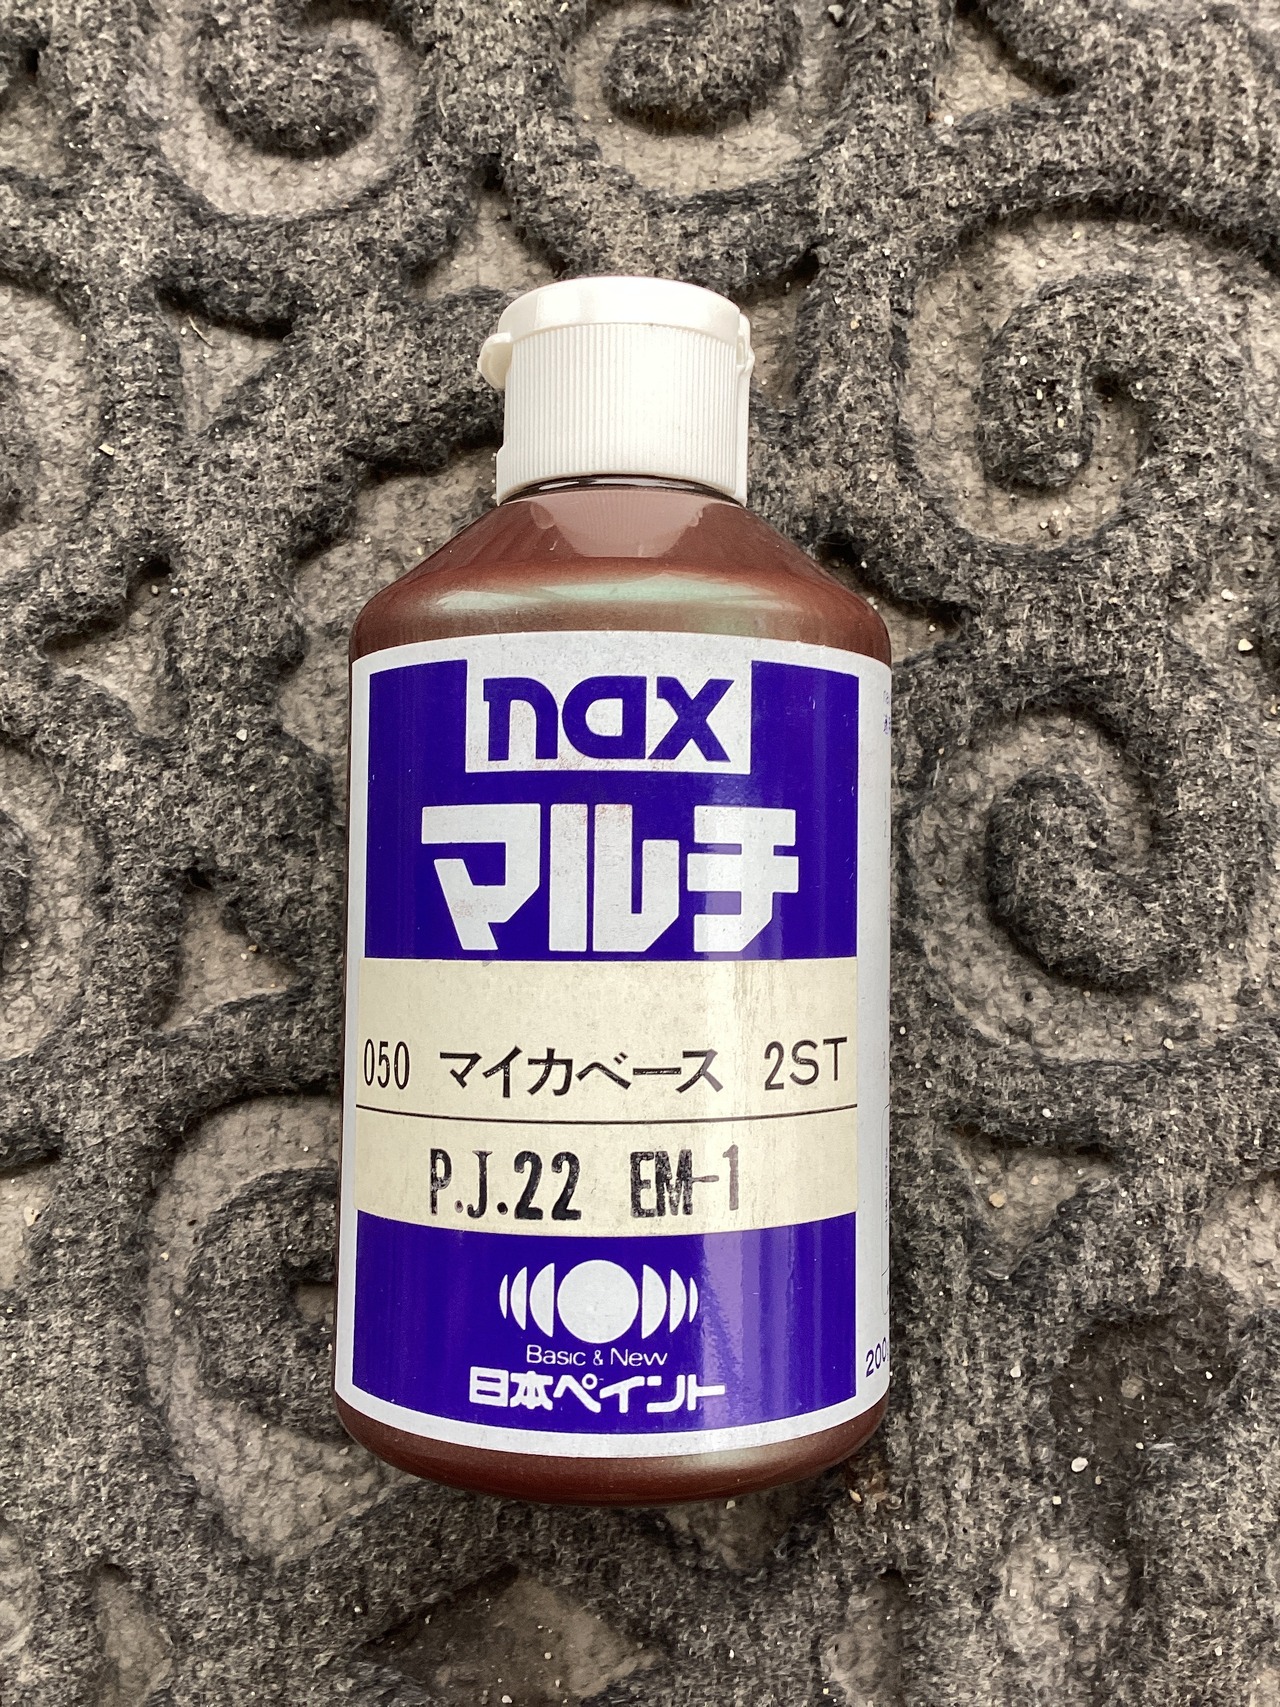 nax
マルチ
050 マイカベース 2ST
P.J.22 EM-1
Basic & New
日本ペイント
200